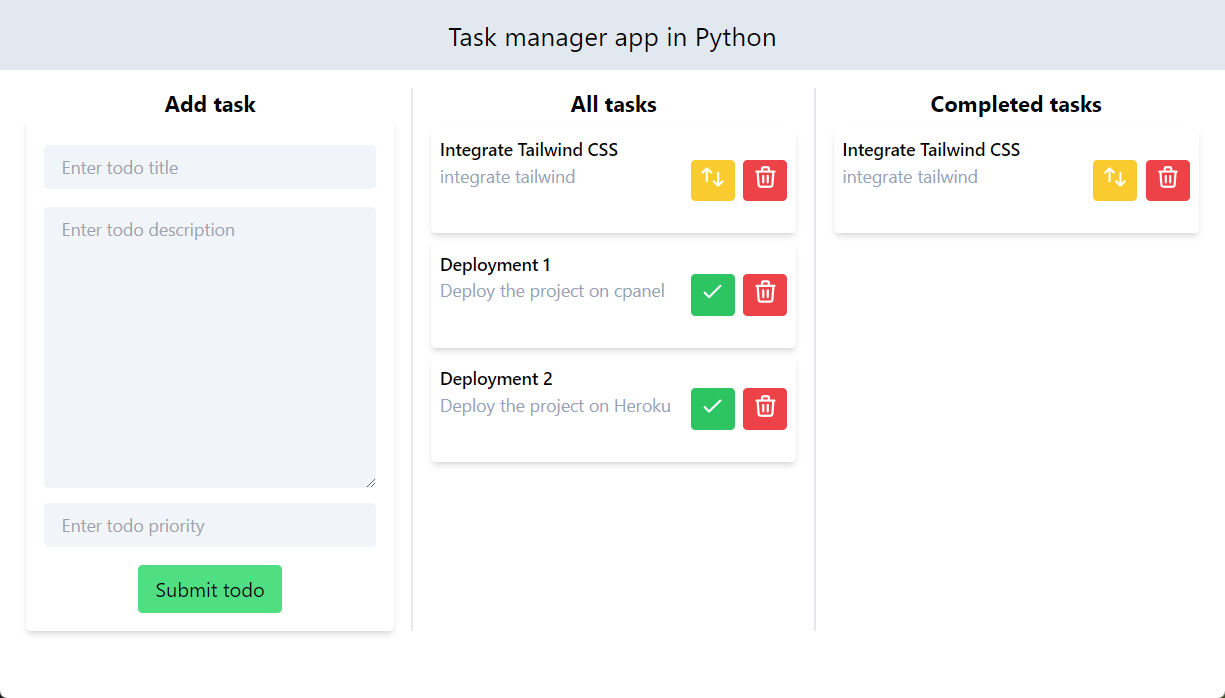 Task manager app in Python
Add task
Enter todo title
Enter todo description
Enter todo priority
Submit todo
All tasks
Integrate Tailwind CSS
integrate tailwind
Deployment 1
Deploy the project on cpanel
Deployment 2
Deploy the project on Heroku
Completed tasks
Integrate Tailwind CSS
integrate tailwind